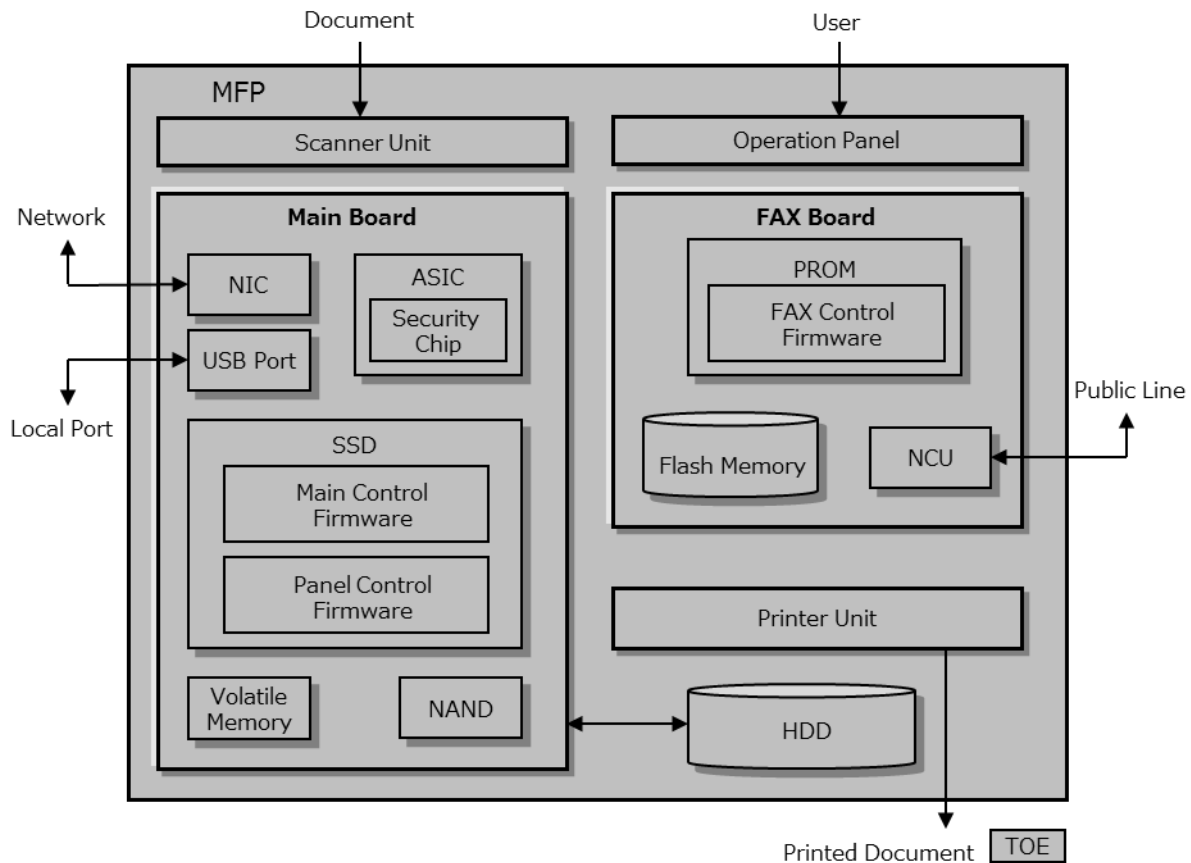 Document
User
MFP
Scanner Unit
Operation Panel
Network
Main Board
FAX Board
NIC
ASIC
Security
Chip
PROM
FAX Control
Firmware
USB Port
Local Port
Public Line
SSD
Main Control
Firmware
Flash Memory
NCU
Panel Control
Firmware
Printer Unit
Volatile
Memory
NAND
HDD
Printed Document
TOE